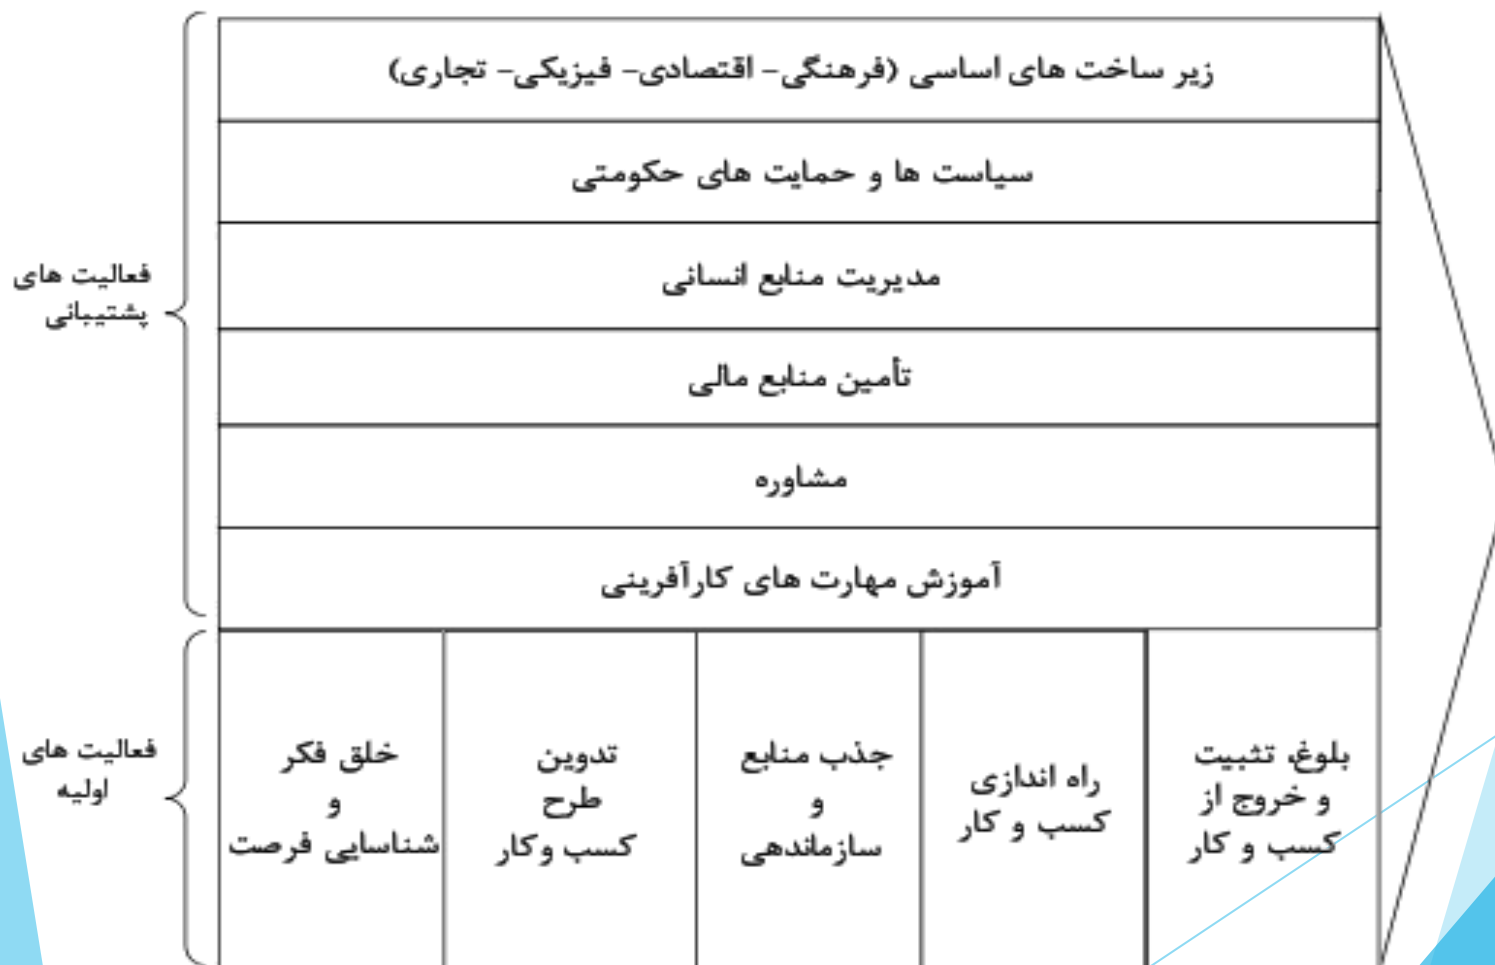 زیر ساخت های اساسی (فرهنگی- اقتصادی- فیزیکی- تجاری)
سیاست ها و حمایت های حکومتی
مدیریت منابع انسانی
تأمین منابع مالی
مشاوره
آموزش مهارت های کارآفرینی
فعالیت های
پشتیبانی
فعالیت های
اولیه
خلق فکر
و
شناسایی فرصت
تدوین
طرح
کسب وکار
جذب منابع
و
سازماندهی
راه اندازی
کسب و کار
بلوغ، تثبیت
و خروج از
کسب و کار